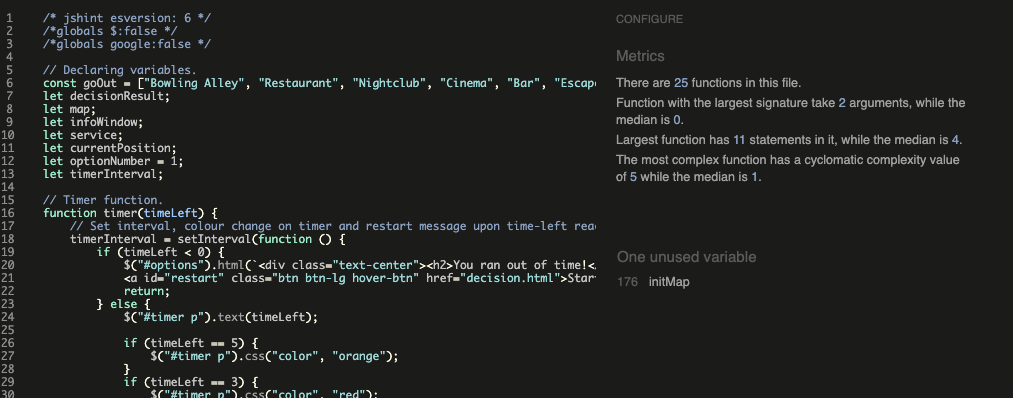 1 /* jshint esversion: 6 */
2 /*globals $:false */
3 /*globals google:false */
4
5 // Declaring variables.
6 const goOut = ["Bowling Alley", "Restaurant", "Nightclub", "Cinema", "Bar", "Escape
7 let decisionResult;
8 let map;
9 let infoWindow;
10 let service;
11 let currentPosition;
12 let optionNumber = 1;
13 let timerInterval;
14
15 // Timer function.
16 function timer(timeLeft) {
17 // Set interval, colour change on timer and restart message upon time-left reac
18 timerInterval = setInterval(function () {
19 if (timeLeft < 0) {
20 $("#options").html(`<div class="text-center"><h2>You ran out of time!</
21 <a id="restart" class="btn btn-lg hover-btn" href="decision.html">Star
22 return;
23 } else {
24 $("#timer p").text(timeLeft);
25
26 if (timeLeft == 5) {
27 $("#timer p").css("color", "orange");
28 }
29 if (timeLeft == 3) {
30 $("#timer p").css("color", "red");
CONFIGURE
Metrics
There are 25 functions in this file.
Function with the largest signature take 2 arguments, while the
median is 0.
Largest function has 11 statements in it, while the median is 4.
The most complex function has a cyclomatic complexity value
of 5 while the median is 1.
One unused variable
176 initMap